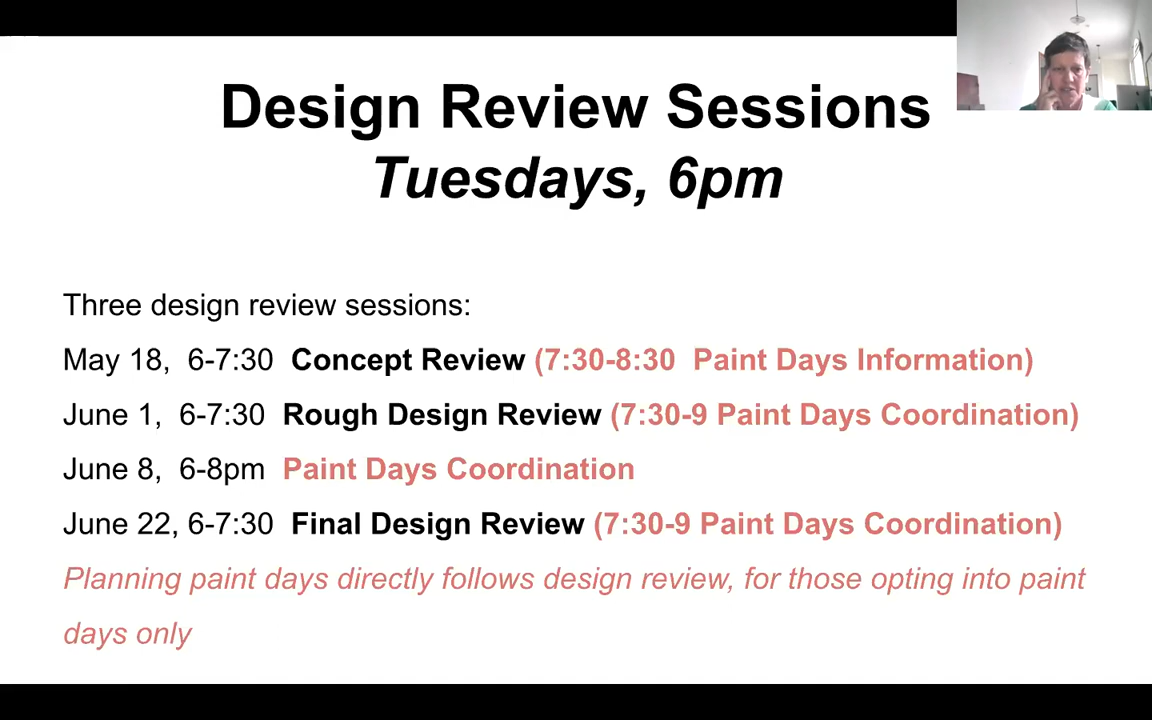 Design Review Sessions
Tuesdays, 6pm
Three design review sessions:
May 18,  6-7:30  Concept Review (7:30-8:30  Paint Days Information)
June 1,  6-7:30  Rough Design Review (7:30-9 Paint Days Coordination)
June 8,  6-8pm  Paint Days Coordination
June 22, 6-7:30  Final Design Review (7:30-9 Paint Days Coordination)
Planning paint days directly follows design review, for those opting into paint
days only